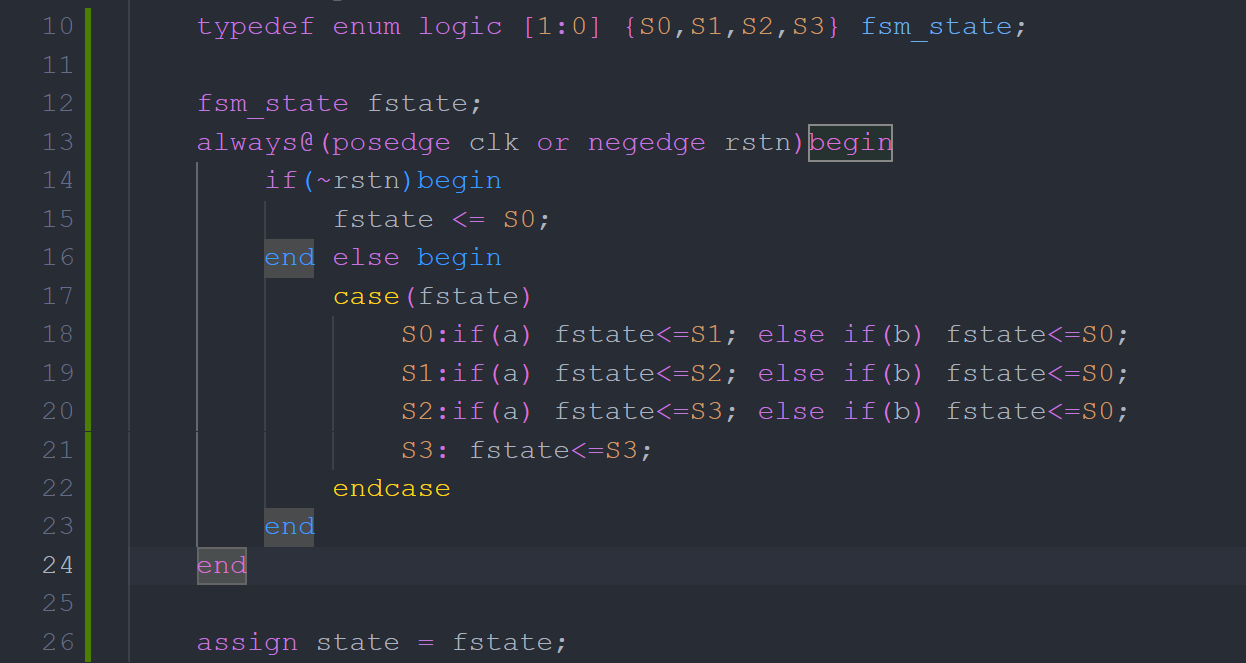 10 typedef enum logic [1:0] {S0,S1,S2,S3} fsm_state;
11
12 fsm_state fstate;
13 always@(posedge clk or negedge rstn)begin
14 if(~rstn)begin
15 fstate <= S0;
16 end else begin
17 case(fstate)
18 S0:if(a) fstate<=S1; else if(b) fstate<=S0;
19 S1:if(a) fstate<=S2; else if(b) fstate<=S0;
20 S2:if(a) fstate<=S3; else if(b) fstate<=S0;
21 S3: fstate<=S3;
22 endcase
23 end
24 end
25
26 assign state = fstate;